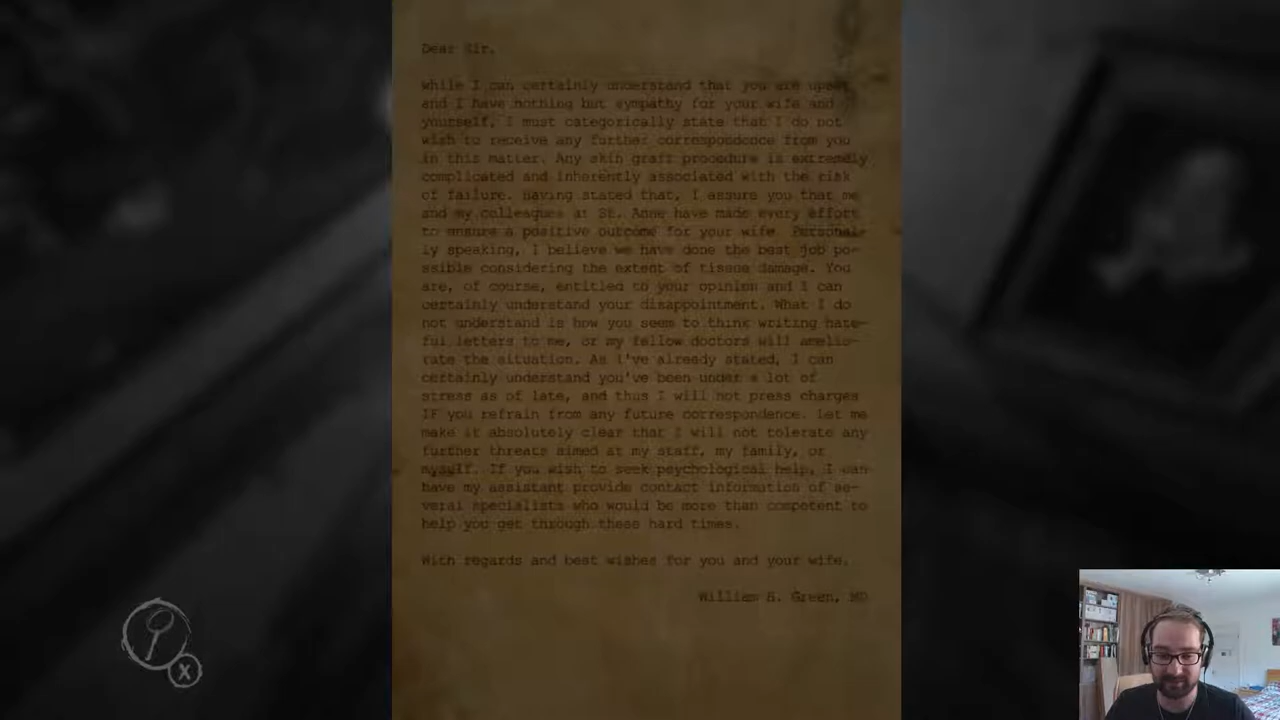 Dear Sir.
while I can certainly understand that you are upset
and I have nothing but sympathy for your wife and
yourself, I must categorically state that I do not
wish to receive any further correspondence from you
in this matter. Any skin graft procedure is extremely
complicated and inherently associated with the risk
of failure. Having stated that, I assure you that me
and my colleagues at St. Anne have made every effort
to ensure a positive outcome for your wife. Personal-
ly speaking, I believe we have done the best job po-
ssible considering the extent of tissue damage. You
are, of course, entitled to your opinion and I can
certainly understand your disappointment. What I do
not understand is how you seem to think writing hate-
ful letters to me, or my fellow doctors will amelio-
rate the situation. As I've already stated, I can
certainly understand you've been under a lot of
stress as of late, and thus I will not press charges
IF you refrain from any future correspondence. Let me
make it absolutely clear that I will not tolerate any
further threats aimed at my staff, my family, or
myself. If you wish to seek psychological help, I can
have my assistant provide contact information of se-
veral specialists who would be more than competent to
help you get through these hard times.
With regards and best wishes for you and your wife.
William H. Green, MD
X